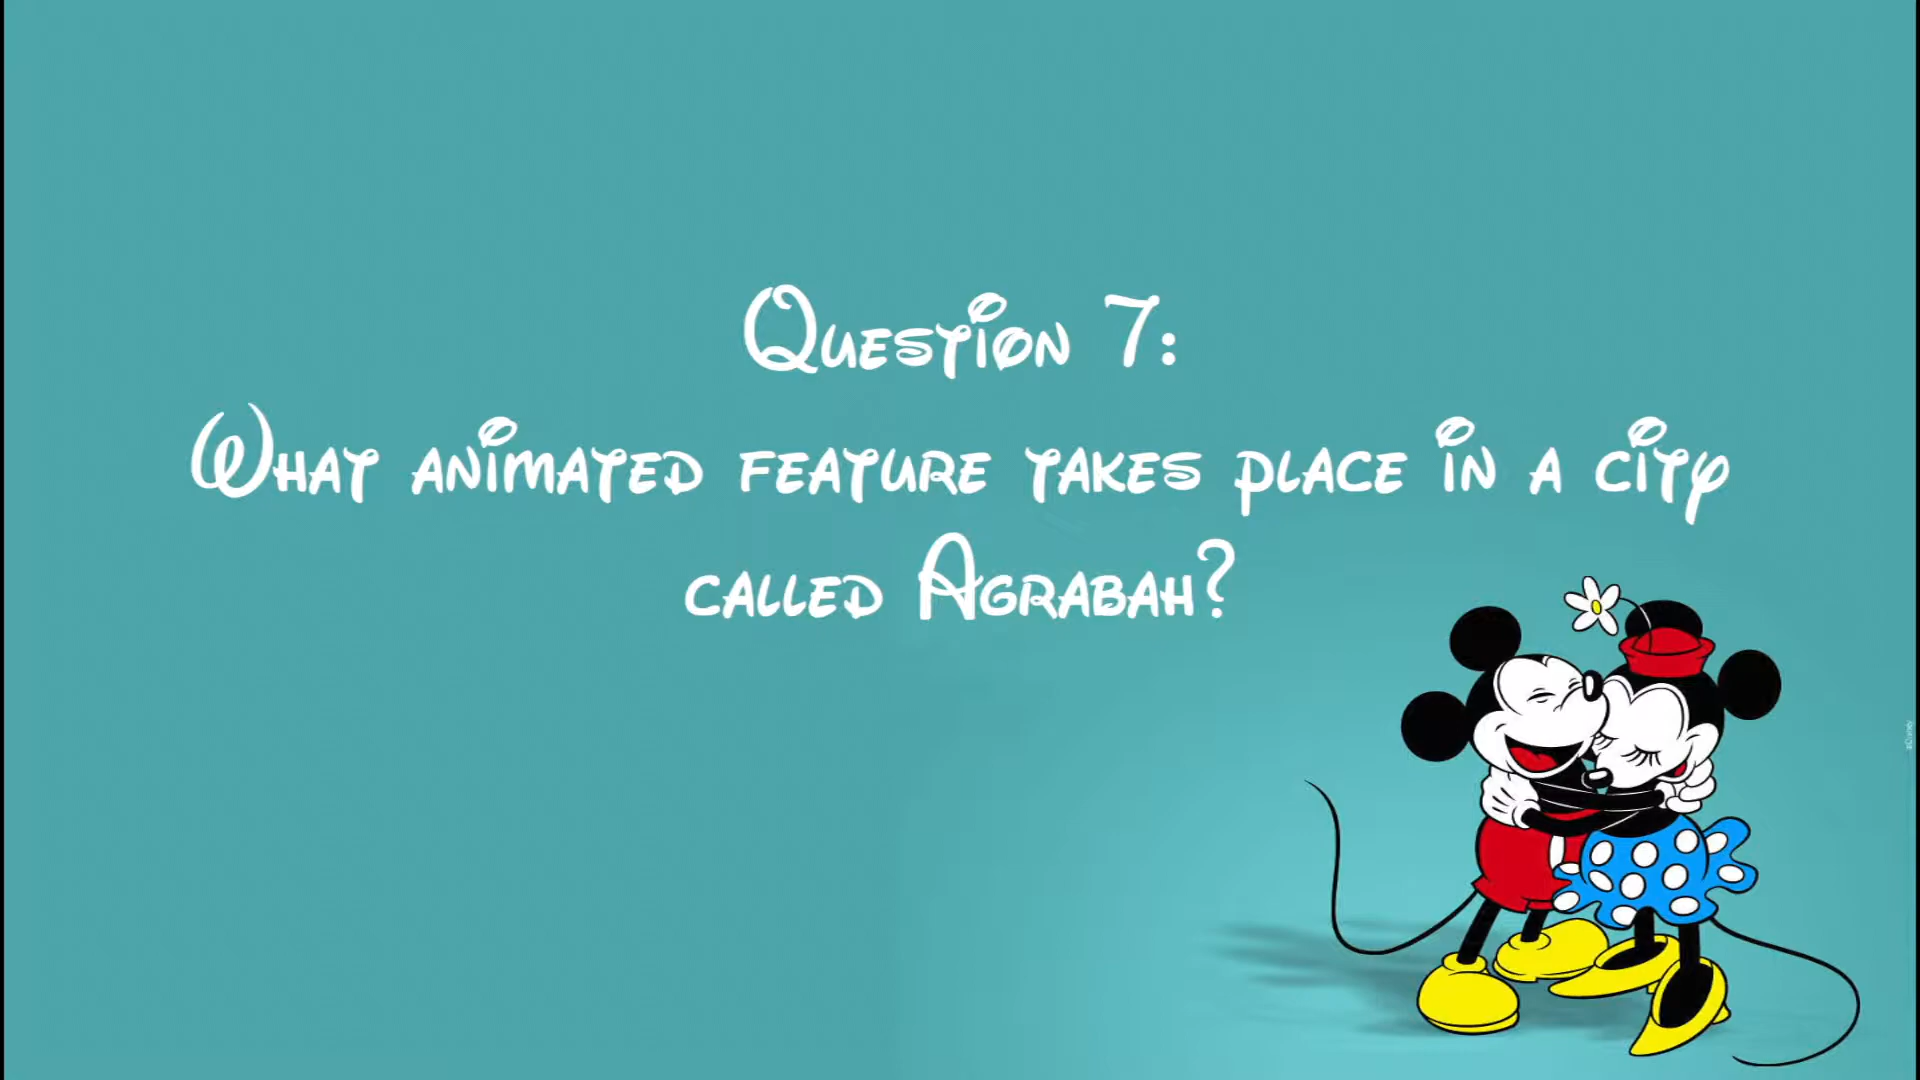 Question 7:
What animated feature takes place in a city
called Agrabah?